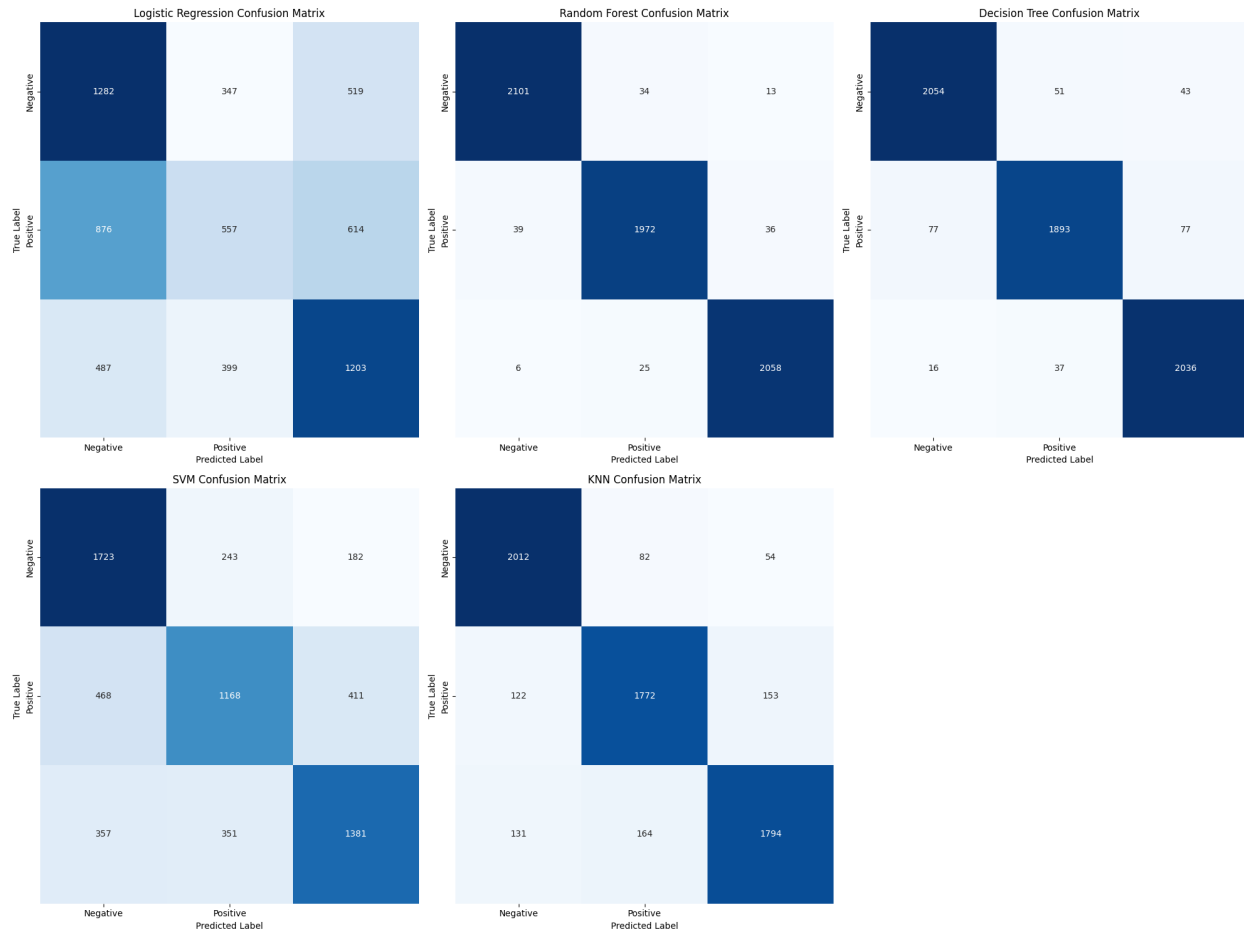 Logistic Regression Confusion Matrix
Negative
1282 347 519
True Label
Positive
876 557 614
487 399 1203
Negative Positive
Predicted Label
Random Forest Confusion Matrix
Negative
2101 34 13
True Label
Positive
39 1972 36
6 25 2058
Negative Positive
Predicted Label
Decision Tree Confusion Matrix
Negative
2054 51 43
True Label
Positive
77 1893 77
16 37 2036
Negative Positive
Predicted Label
SVM Confusion Matrix
Negative
1723 243 182
True Label
Positive
468 1168 411
357 351 1381
Negative Positive
Predicted Label
KNN Confusion Matrix
Negative
2012 82 54
True Label
Positive
122 1772 153
131 164 1794
Negative Positive
Predicted Label